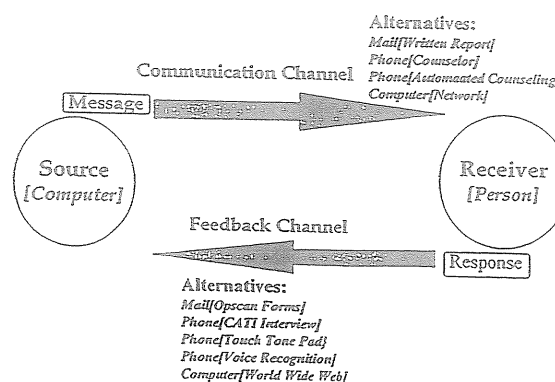 Alternatives:
Mail[Written Report]
Phone[Counselor]
Phone[Automaated Counseling
Computer[Network]
Communication Channel
Message
Source
[Computer]
Receiver
[Person]
Feedback Channel
Response
Alternatives:
Mail[Opscan Forms]
Phone[CATI Interview]
Phone[Touch Tone Pad}
Phone[Voice Recognition]
Computer[World Wide Web]